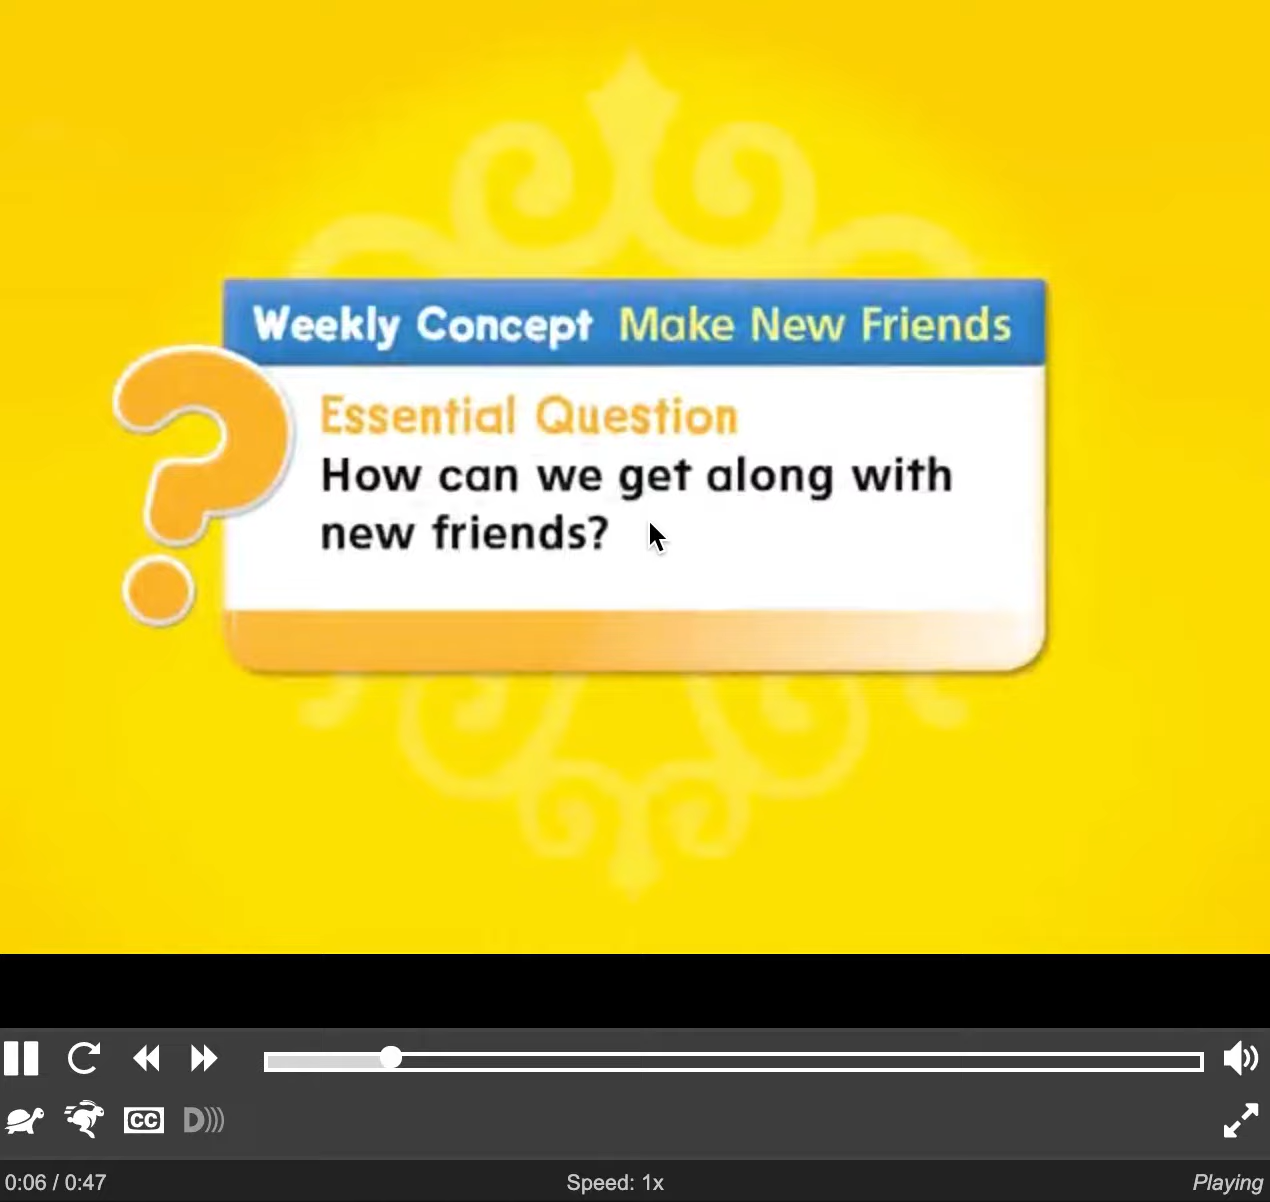 Weekly Concept Make New Friends
Essential Question
How can we get along with
new friends?
CC D)))
0:06 / 0:47 Speed: 1x Playing